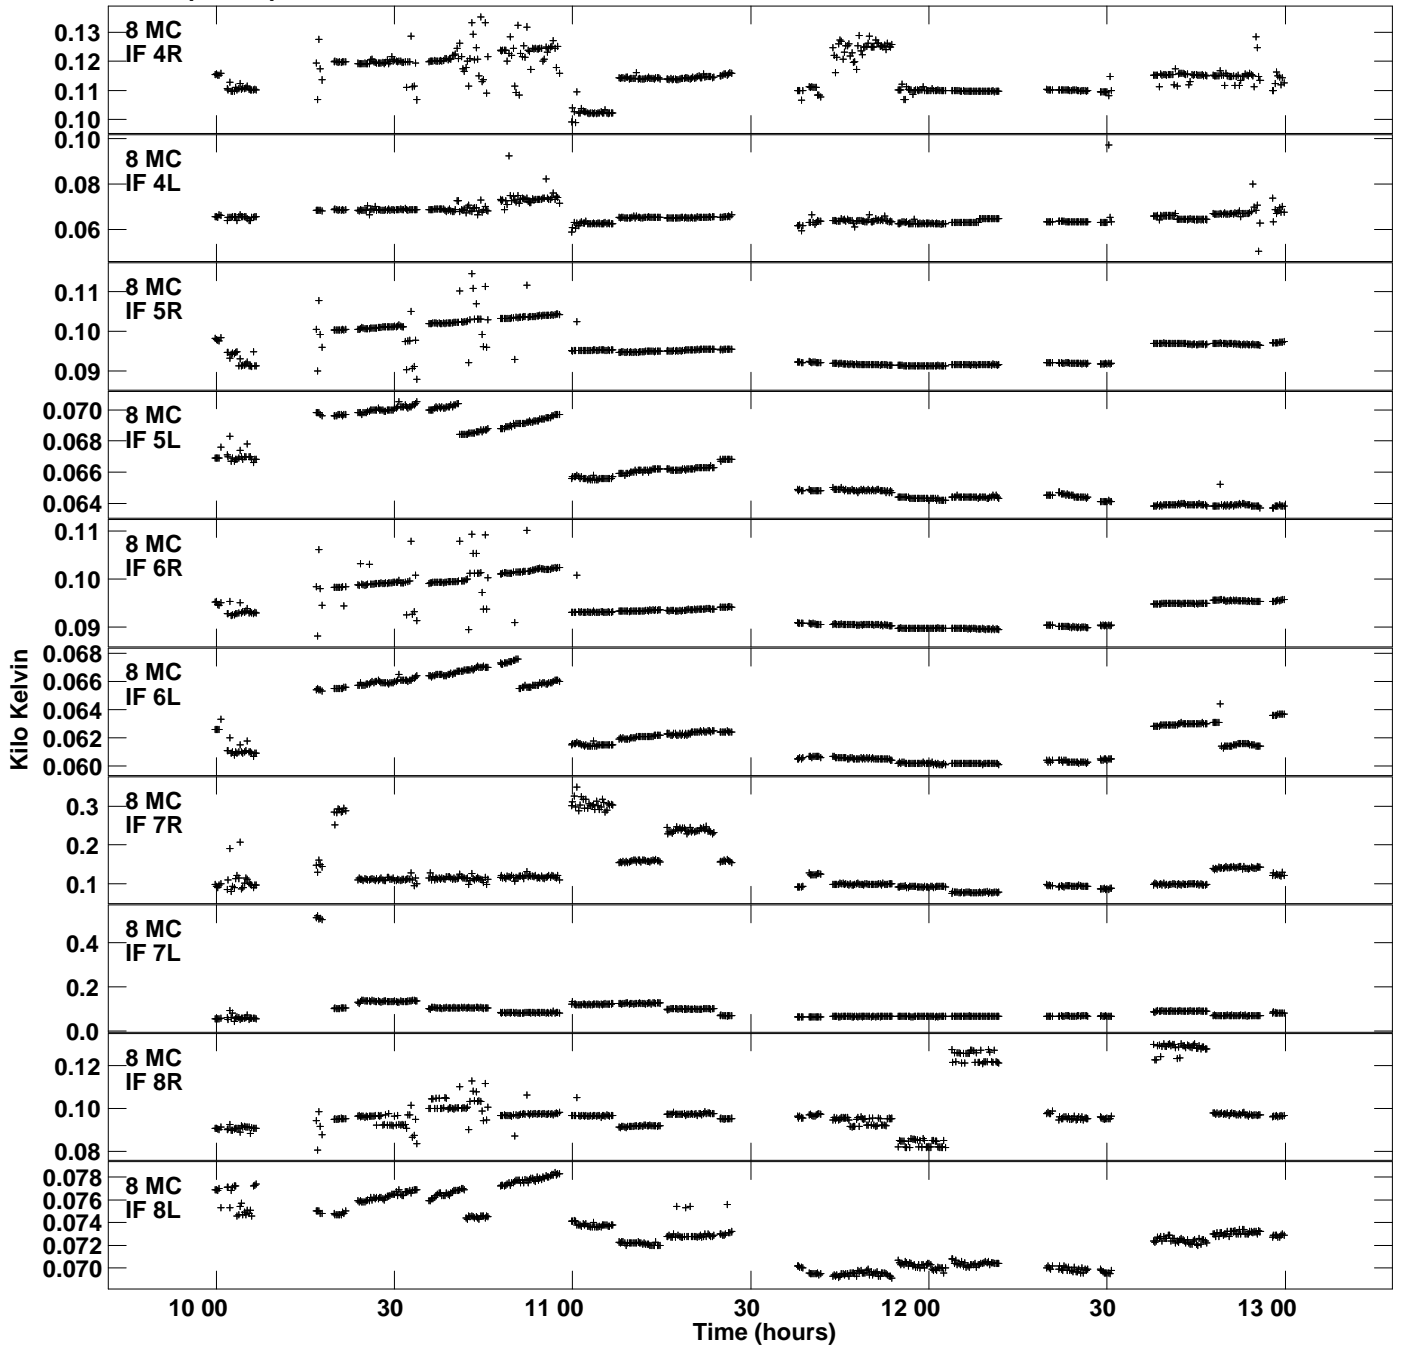 8 MC
IF 4R
0.13
0.12
0.11
0.10
8 MC
IF 4L
0.10
0.08
0.06
8 MC
IF 5R
0.11
0.10
0.09
8 MC
IF 5L
0.070
0.068
0.066
0.064
8 MC
IF 6R
0.11
0.10
0.09
8 MC
IF 6L
0.068
0.066
0.064
0.062
0.060
8 MC
IF 7R
0.3
0.2
0.1
8 MC
IF 7L
0.4
0.2
0.0
8 MC
IF 8R
0.12
0.10
0.08
8 MC
IF 8L
0.078
0.076
0.074
0.072
0.070
Kilo Kelvin
10 00 30 11 00 30 12 00 30 13 00
Time (hours)